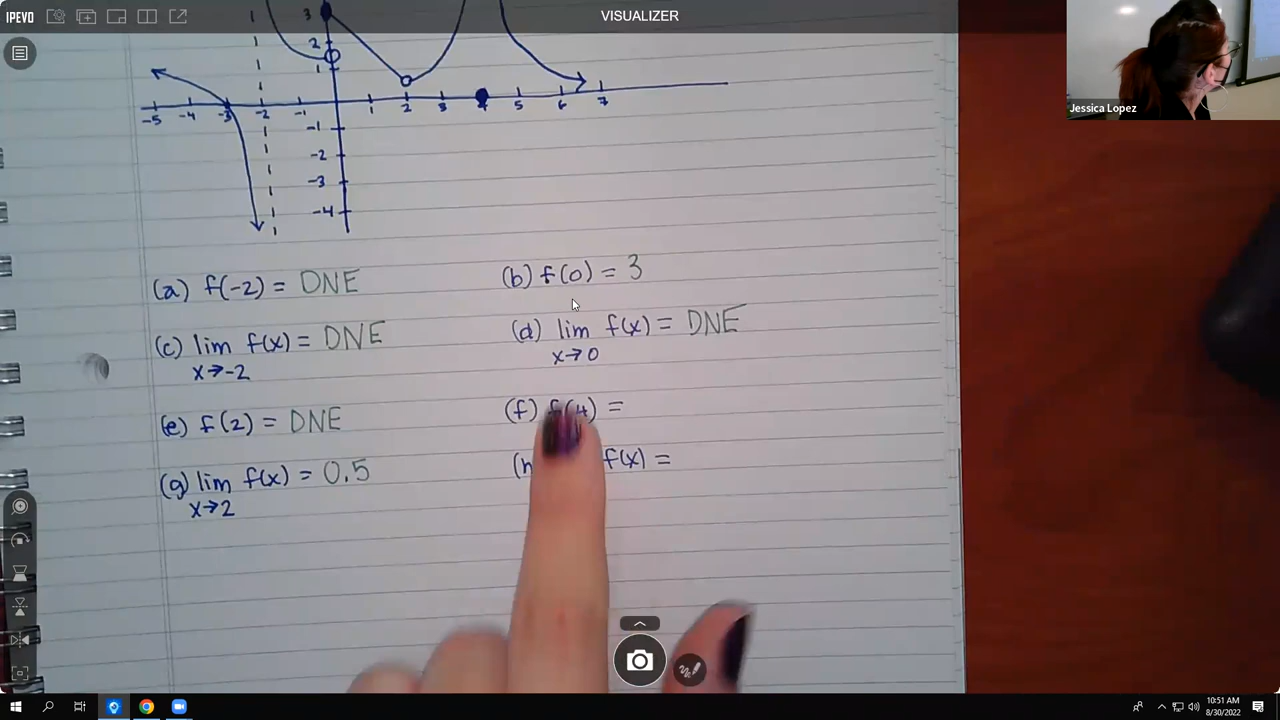 IPEVO
VISUALIZER
Jessica Lopez
3
2
1
-5 -4 -3 -2 -1 1 2 3 4 5 6 7
-1
-2
-3
-4
(a) f(-2) = DNE
(b) f(0) = 3
(c) lim f(x) = DNE
x→-2
(d) lim f(x) = DNE
x→0
(e) f(2) = DNE
(f) f(4) =
(g) lim f(x) = 0.5
x→2
(h f(x) =
10:51 AM
8/30/2022